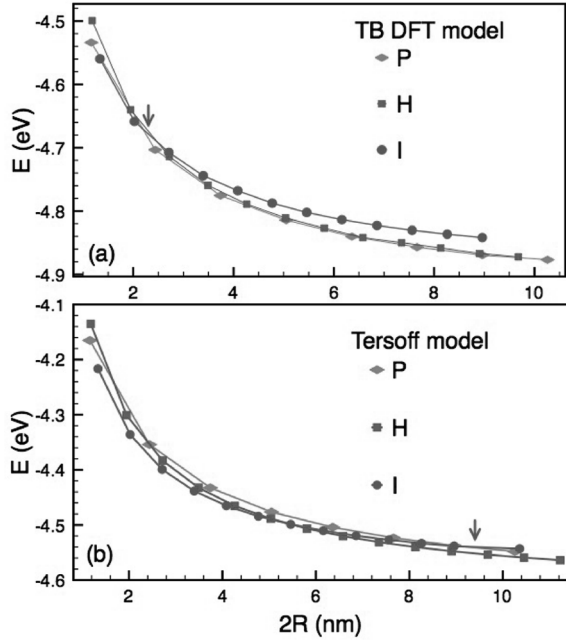 -4.5
TB DFT model
P
-4.6
H
E (eV)
-4.7
I
-4.8
(a)
-4.9
2
4
6
8
10
-4.1
Tersoff model
-4.2
P
-4.3
H
E (eV)
-4.4
I
-4.5
(b)
-4.6
2
4
6
8
10
2R (nm)